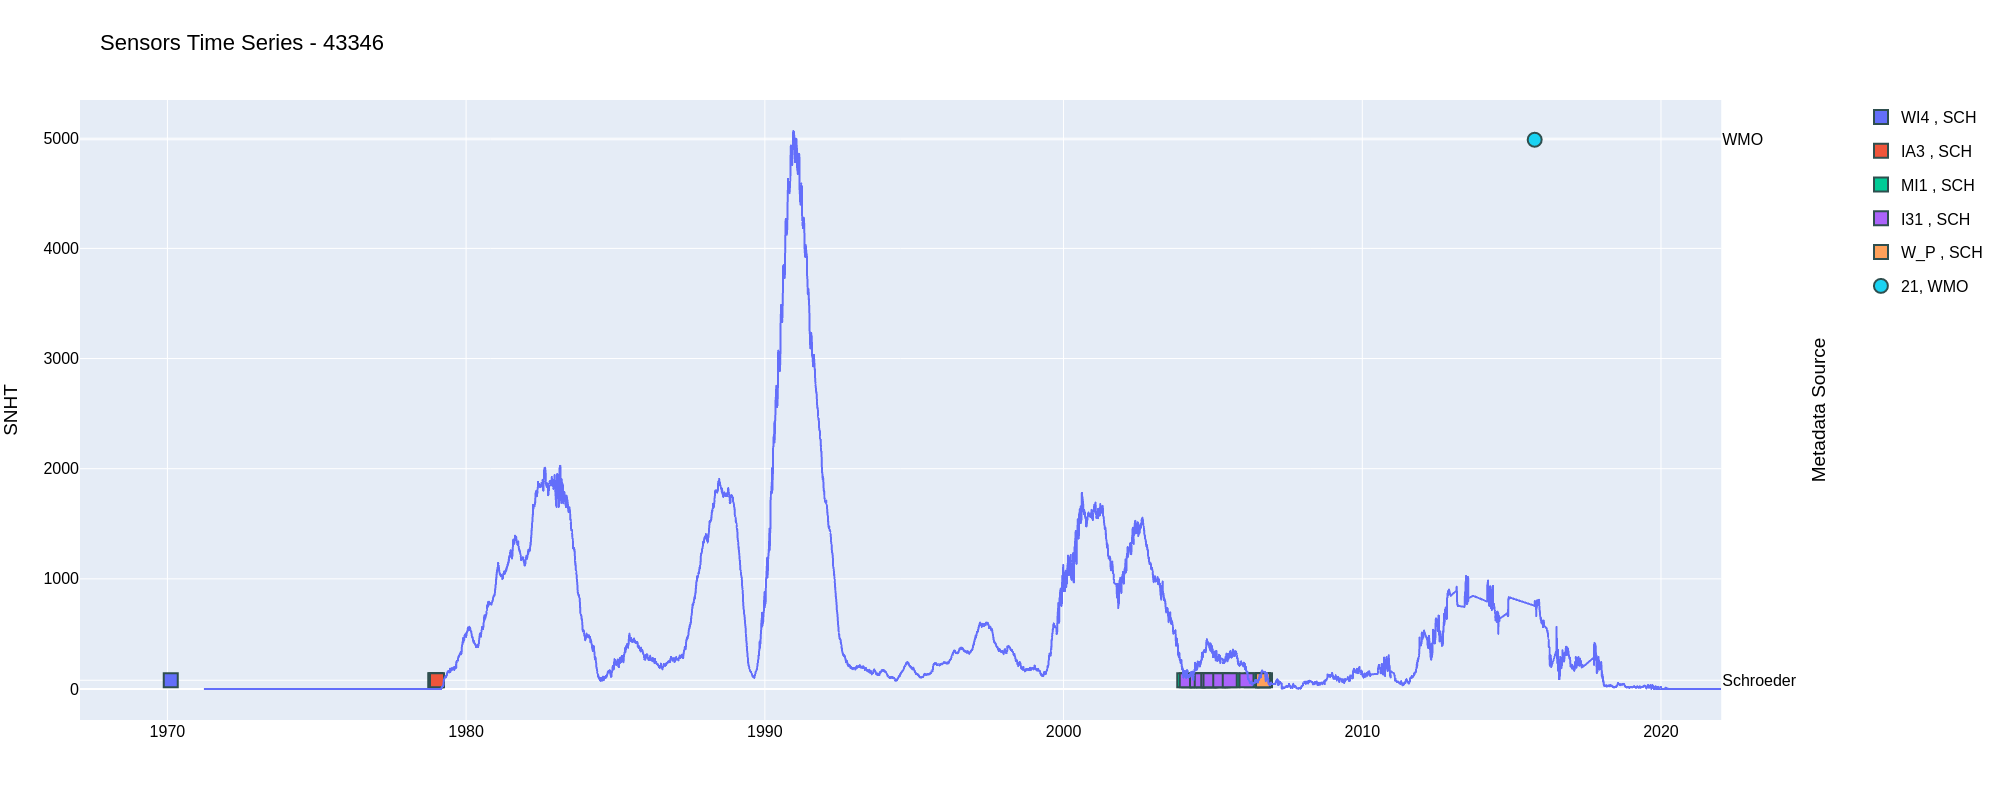 Sensors Time Series - 43346
SNHT
5000
4000
3000
2000
1000
0
1970
1980
1990
2000
2010
2020
WMO
Schroeder
Metadata Source
WI4 , SCH
IA3 , SCH
MI1 , SCH
I31 , SCH
W_P , SCH
21, WMO